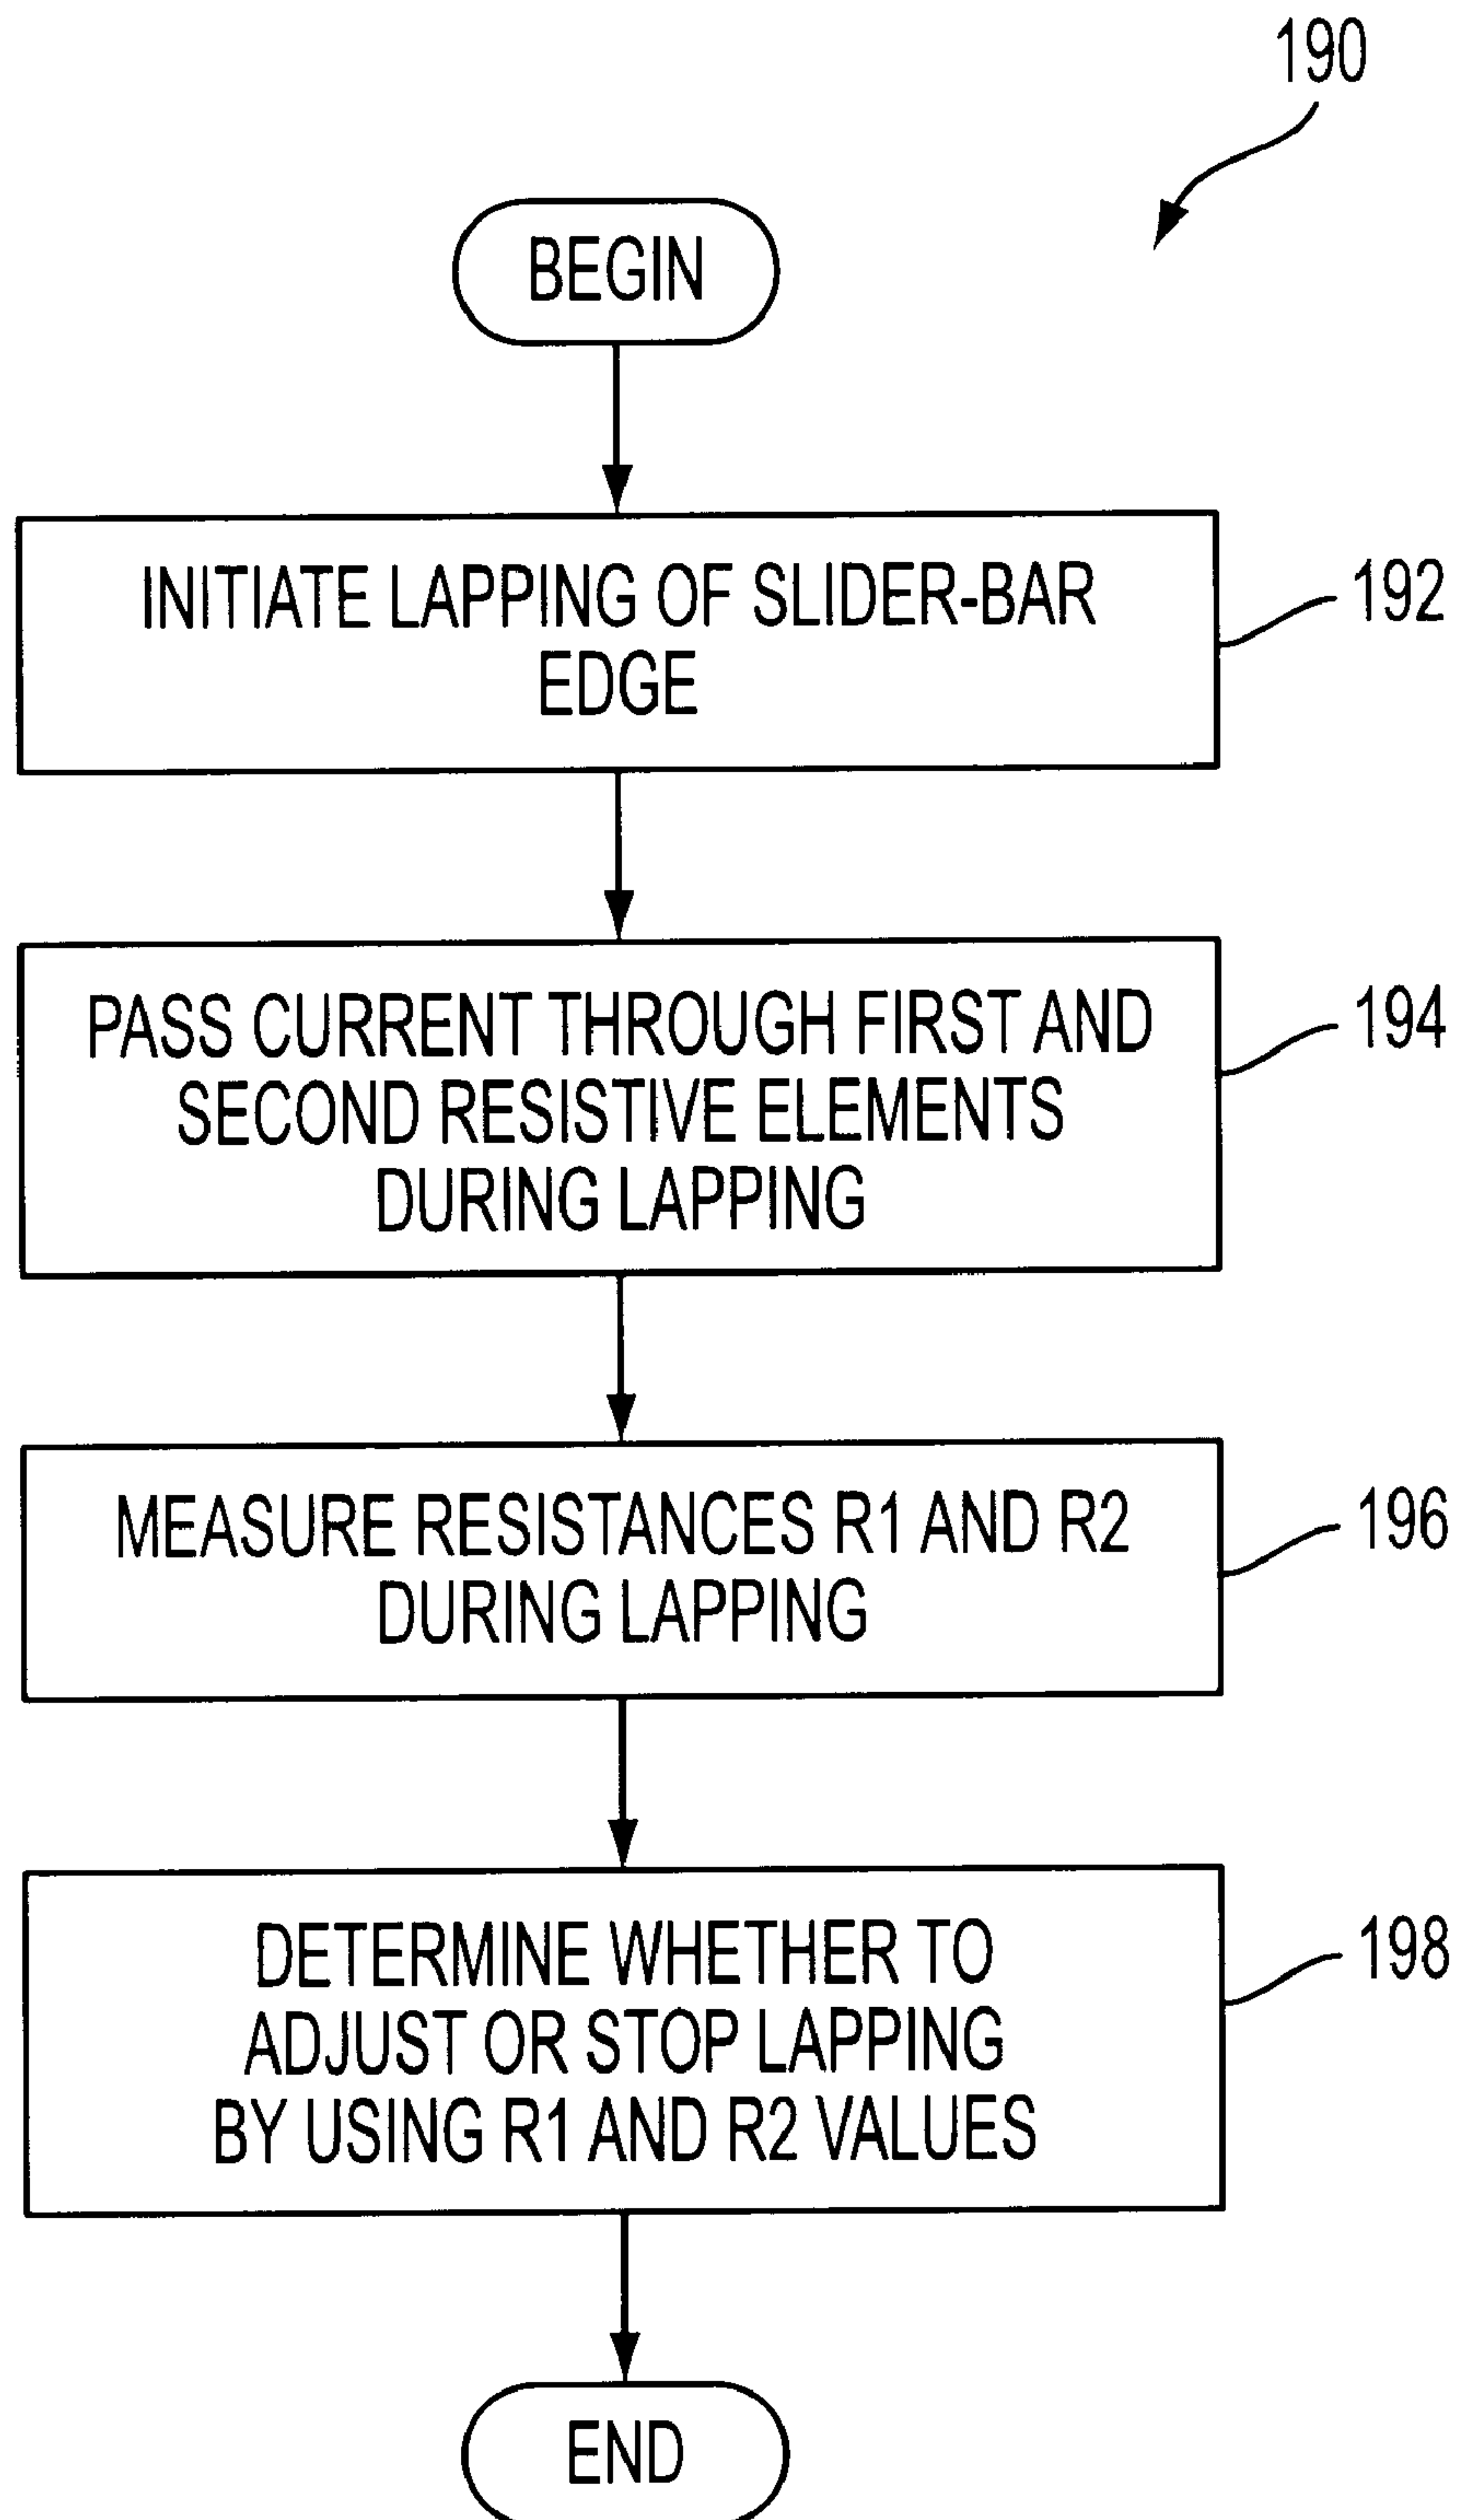 190
BEGIN
INITIATE LAPPING OF SLIDER-BAR
EDGE
192
PASS CURRENT THROUGH FIRST AND
SECOND RESISTIVE ELEMENTS
DURING LAPPING
194
MEASURE RESISTANCES R1 AND R2
DURING LAPPING
196
DETERMINE WHETHER TO
ADJUST OR STOP LAPPING
BY USING R1 AND R2 VALUES
198
END